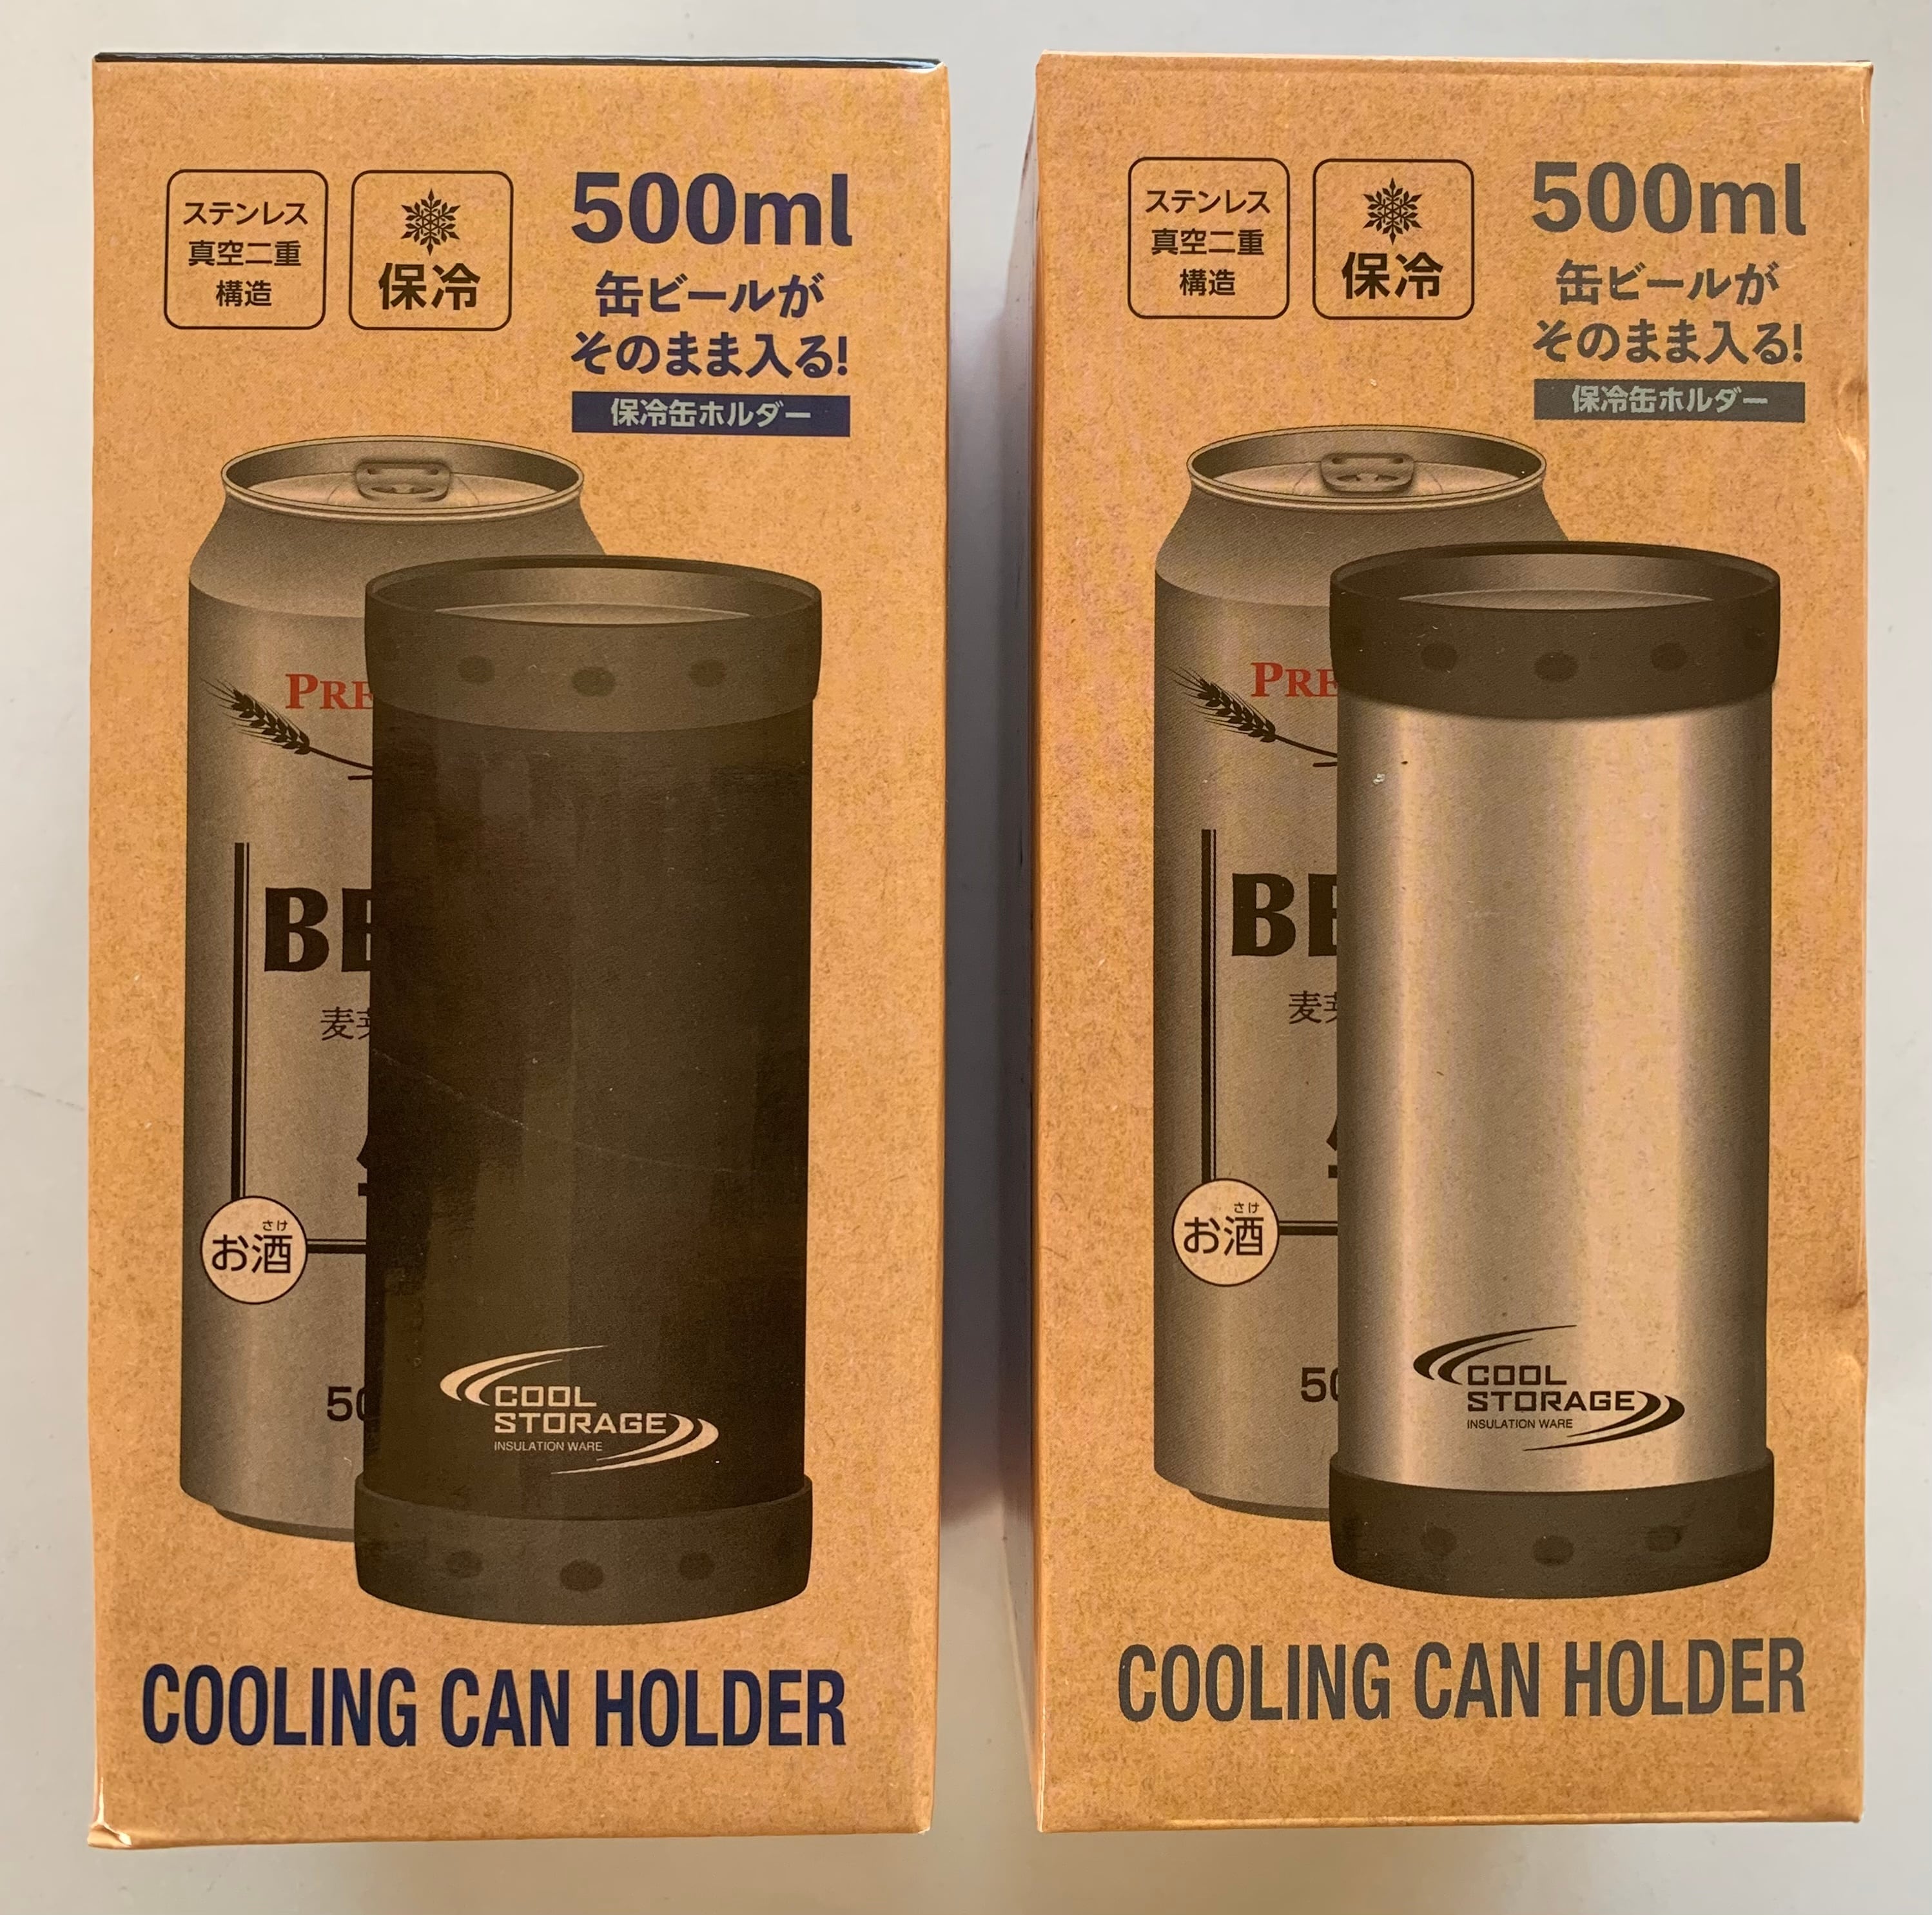 ステンレス
真空二重
構造
保冷
500ml
缶ビールが
そのまま入る!
保冷缶ホルダー
PRE
BE
麦芽
さけ
お酒
50
COOL
STORAGE
INSULATION WARE
COOLING CAN HOLDER
ステンレス
真空二重
構造
保冷
500ml
缶ビールが
そのまま入る!
保冷缶ホルダー
PRE
BE
麦芽
さけ
お酒
50
COOL
STORAGE
INSULATION WARE
COOLING CAN HOLDER